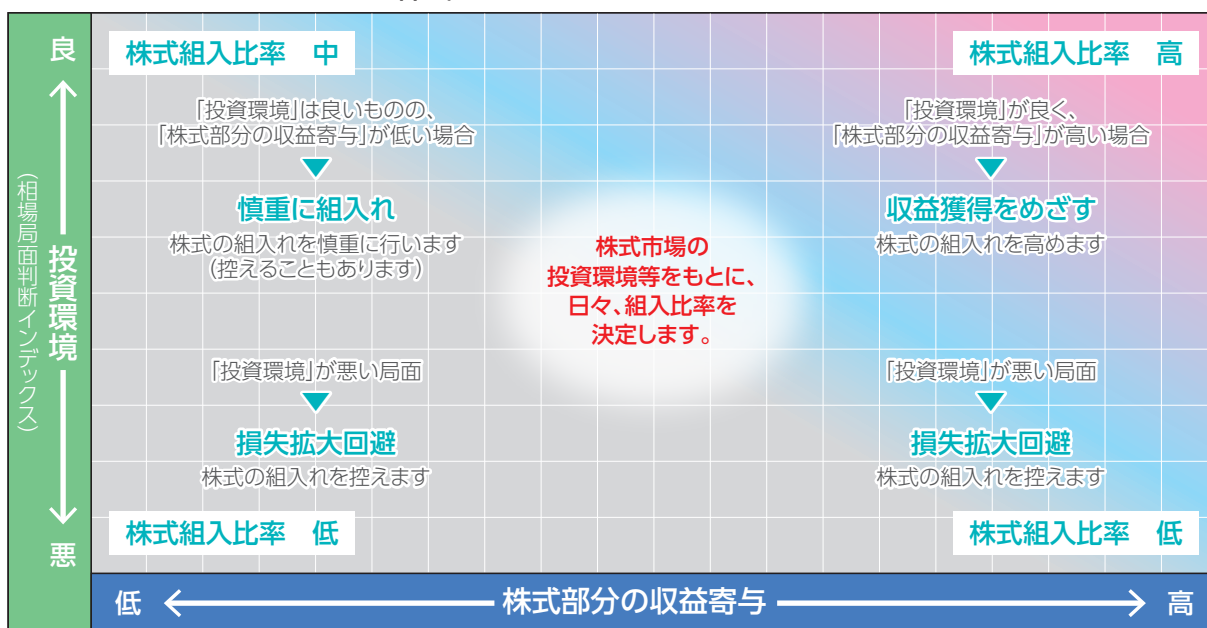 良
投資環境
(相場局面判断インデックス)
悪
株式組入比率 中
「投資環境」は良いものの、
「株式部分の収益寄与」が低い場合
慎重に組入れ
株式の組入れを慎重に行います
(控えることもあります)
株式組入比率 高
「投資環境」が良く、
「株式部分の収益寄与」が高い場合
収益獲得をめざす
株式の組入れを高めます
株式市場の
投資環境等をもとに、
日々、組入比率を
決定します。
「投資環境」が悪い局面
損失拡大回避
株式の組入れを控えます
株式組入比率 低
「投資環境」が悪い局面
損失拡大回避
株式の組入れを控えます
株式組入比率 低
低 株式部分の収益寄与 高